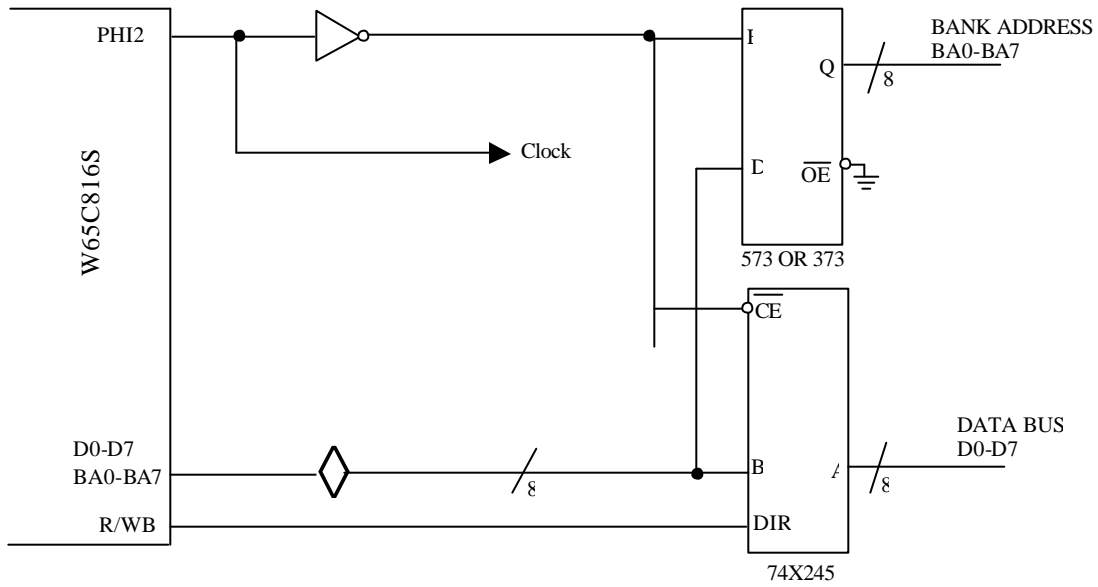 PHI2
BANK ADDRESS
BA0-BA7
Q
8
Clock
D
OE
W65C816S
573 OR 373
CE
D0-D7
BA0-BA7
8
B
DATA BUS
D0-D7
8
R/WB
DIR
74X245